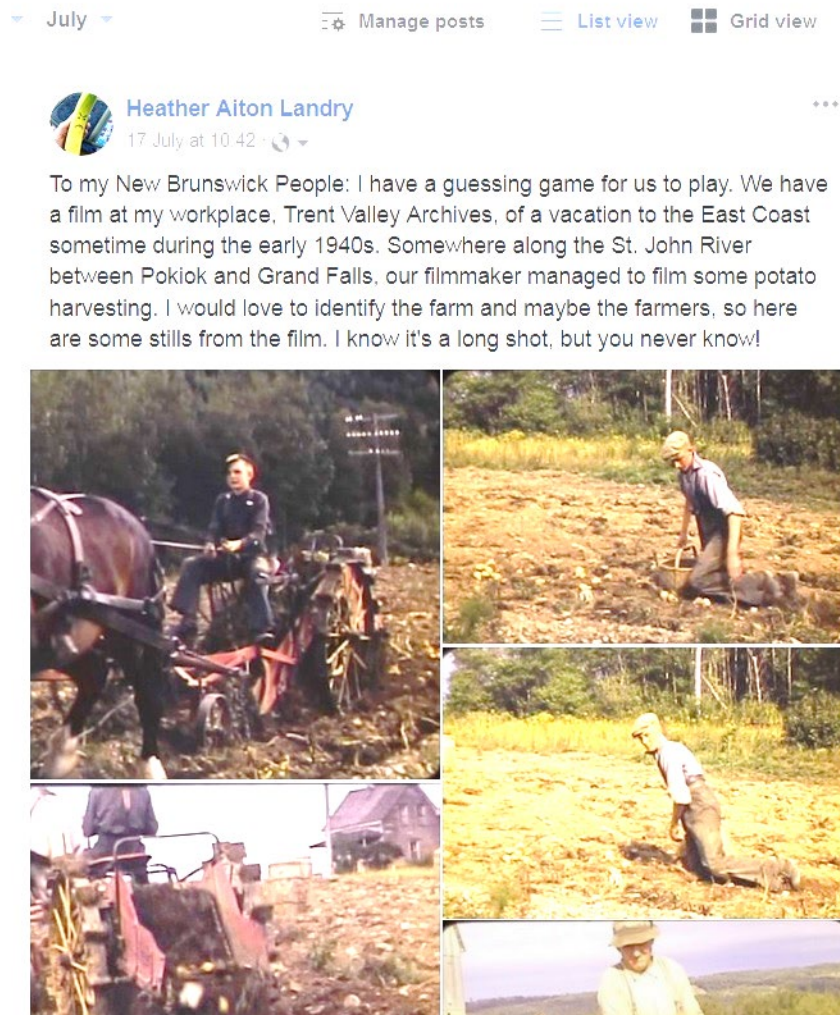 July
Manage posts
List view
Grid view
Heather Aiton Landry
17 July at 10:42
To my New Brunswick People: I have a guessing game for us to play. We have
a film at my workplace, Trent Valley Archives, of a vacation to the East Coast
sometime during the early 1940s. Somewhere along the St. John River
between Pokiok and Grand Falls, our filmmaker managed to film some potato
harvesting. I would love to identify the farm and maybe the farmers, so here
are some stills from the film. I know it's a long shot, but you never know!